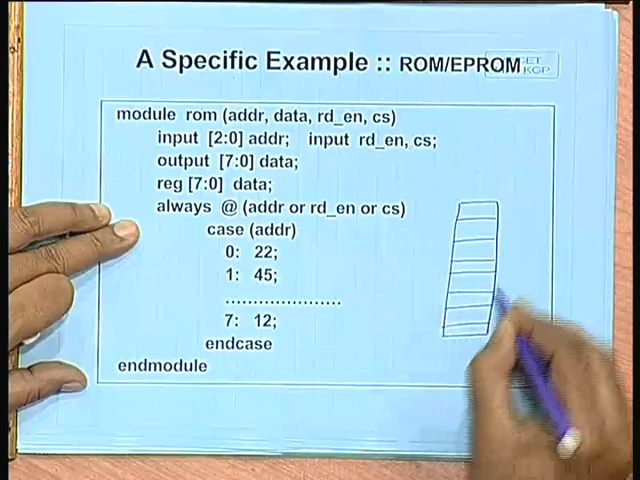 A Specific Example :: ROM/EPROM
KGP
module rom (addr, data, rd_en, cs)
input [2:0] addr; input rd_en, cs;
output [7:0] data;
reg [7:0] data;
always @ (addr or rd_en or cs)
case (addr)
0: 22;
1: 45;
.....................
7: 12;
endcase
endmodule